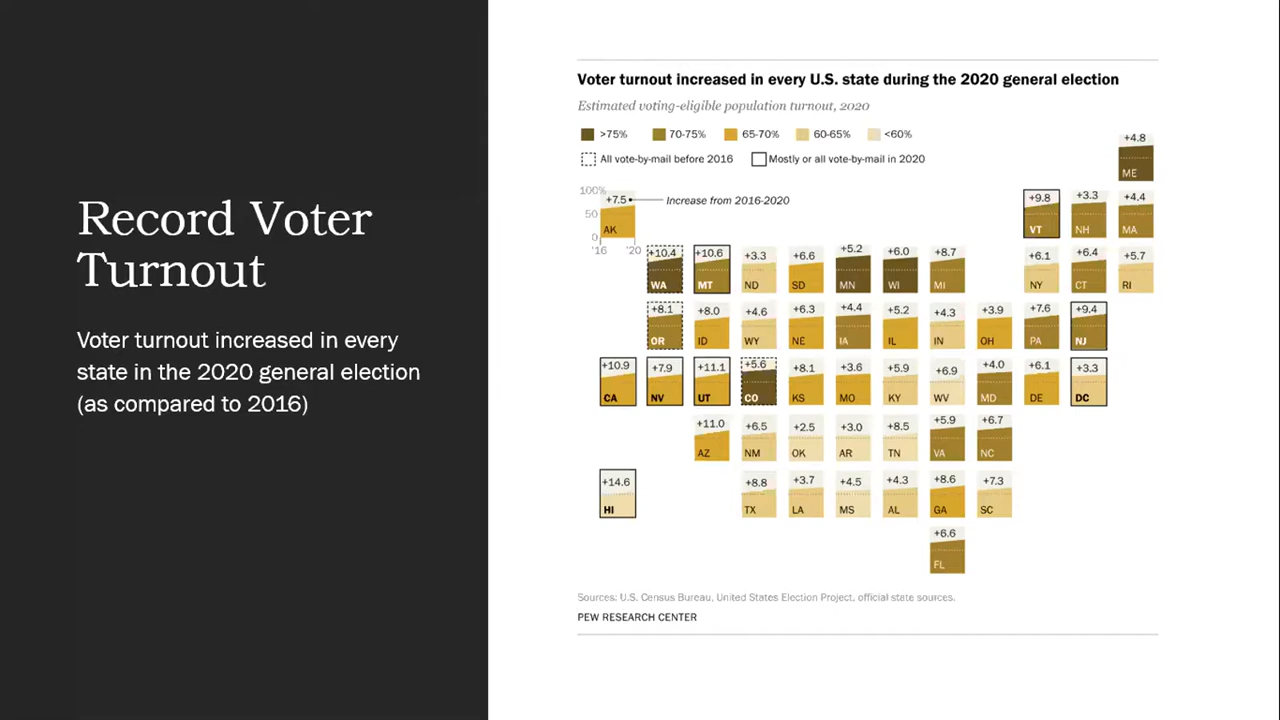 Record Voter
Turnout
Voter turnout increased in every
state in the 2020 general election
(as compared to 2016)
Voter turnout increased in every U.S. state during the 2020 general election
Estimated voting-eligible population turnout, 2020
>75% 70-75% 65-70% 60-65% <60%
All vote-by-mail before 2016 Mostly or all vote-by-mail in 2020
+4.8
ME
100%
50
0
+7.5 Increase from 2016-2020
AK
'16 '20
+9.8 +3.3 +4.4
VT NH MA
+10.4 +10.6 +3.3 +6.6 +5.2 +6.0 +8.7 +6.1 +6.4 +5.7
WA MT ND SD MN WI MI NY CT RI
+8.1 +8.0 +4.6 +6.3 +4.4 +5.2 +4.3 +3.9 +7.6 +9.4
OR ID WY NE IA IL IN OH PA NJ
+10.9 +7.9 +11.1 +5.6 +8.1 +3.6 +5.9 +6.9 +4.0 +6.1 +3.3
CA NV UT CO KS MO KY WV MD DE DC
+11.0 +6.5 +2.5 +3.0 +8.5 +5.9 +6.7
AZ NM OK AR TN VA NC
+14.6 +8.8 +3.7 +4.5 +4.3 +8.6 +7.3
HI TX LA MS AL GA SC
+6.6
FL
Sources: U.S. Census Bureau, United States Election Project, official state sources.
PEW RESEARCH CENTER